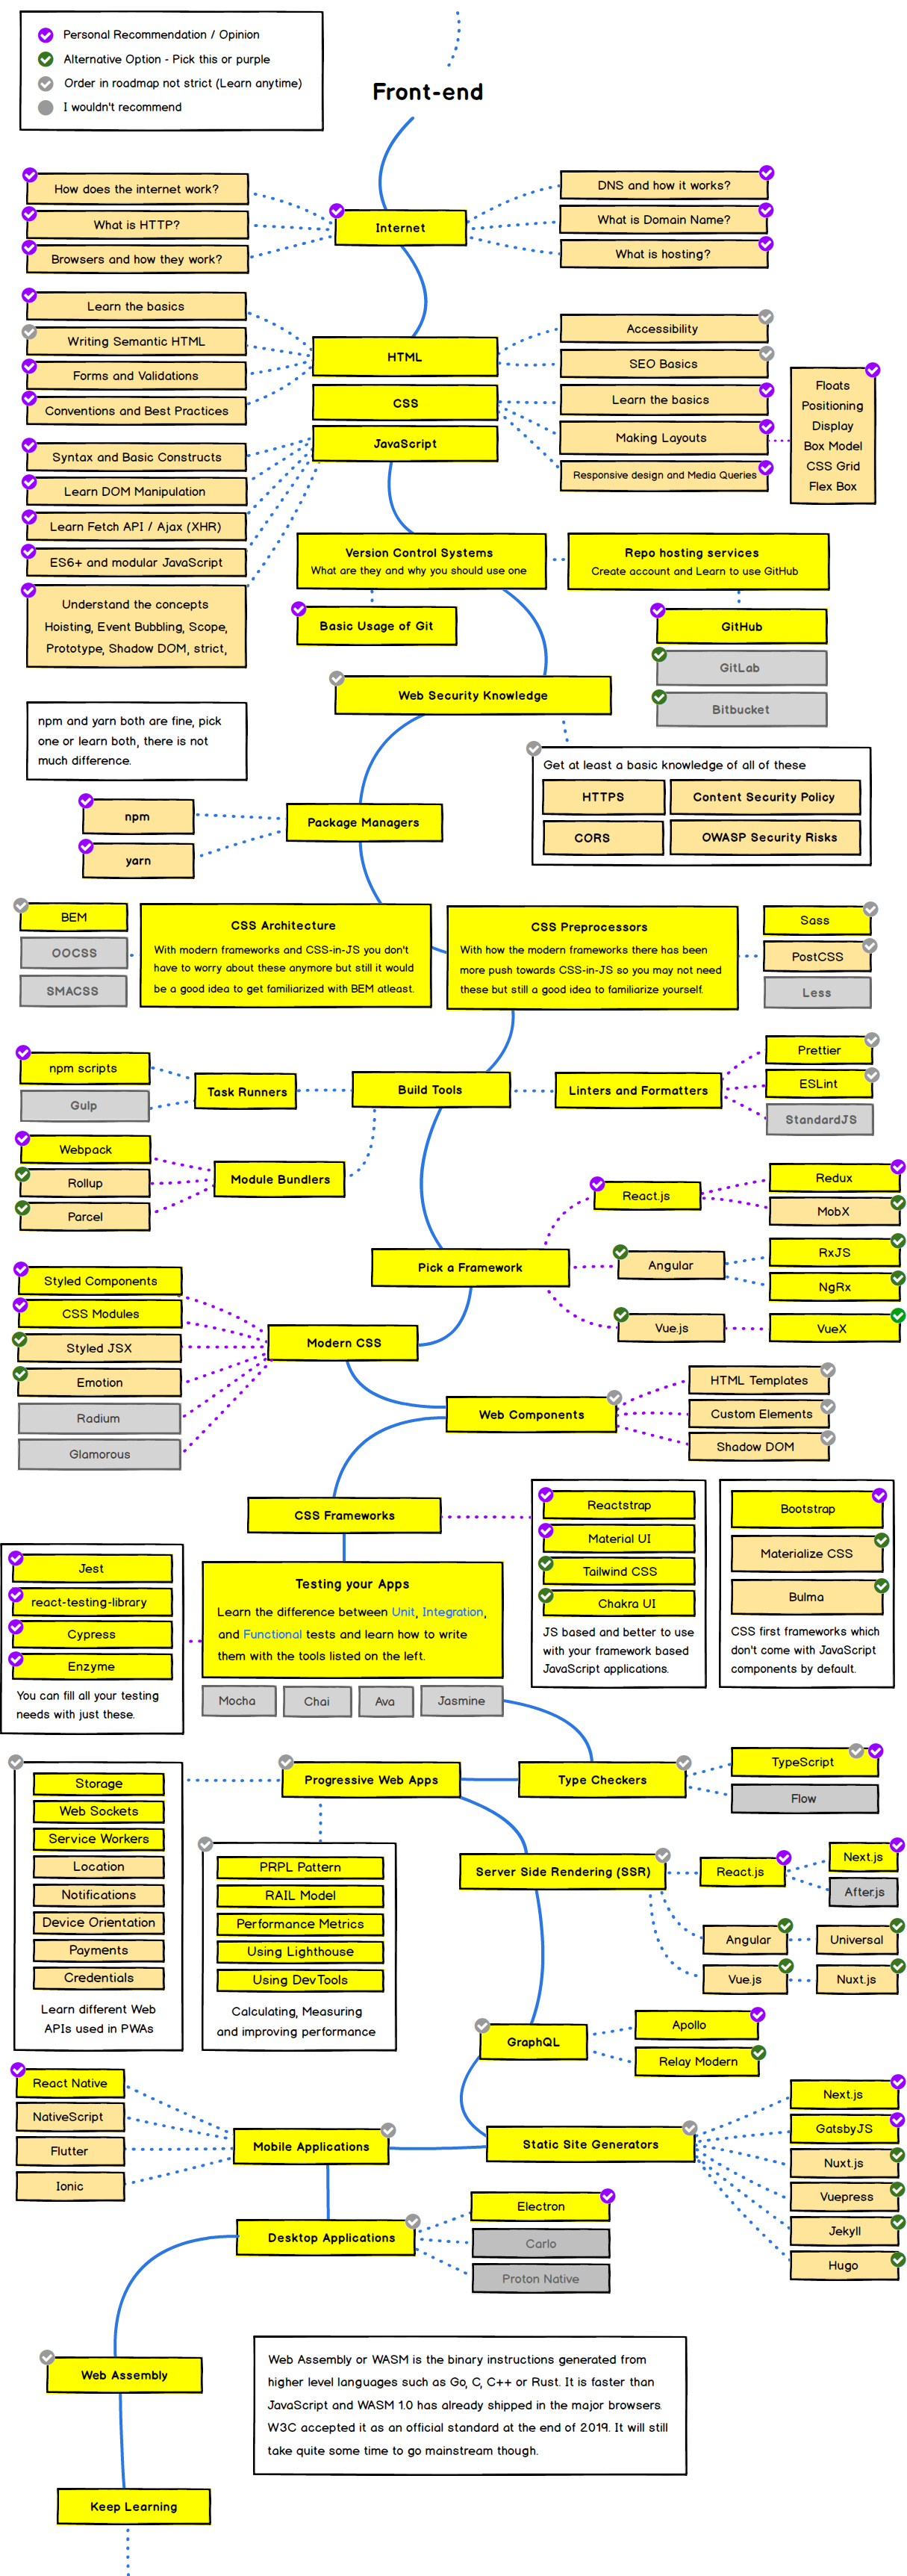 Personal Recommendation / Opinion
Alternative Option - Pick this or purple
Order in roadmap not strict (Learn anytime)
I wouldn't recommend
Front-end
How does the internet work?
What is HTTP?
Browsers and how they work?
Internet
DNS and how it works?
What is Domain Name?
What is hosting?
Learn the basics
Writing Semantic HTML
Forms and Validations
Conventions and Best Practices
HTML
CSS
JavaScript
Accessibility
SEO Basics
Learn the basics
Making Layouts
Responsive design and Media Queries
Floats
Positioning
Display
Box Model
CSS Grid
Flex Box
Syntax and Basic Constructs
Learn DOM Manipulation
Learn Fetch API / Ajax (XHR)
ES6+ and modular JavaScript
Understand the concepts
Hoisting, Event Bubbling, Scope,
Prototype, Shadow DOM, strict,
Version Control Systems
What are they and why you should use one
Repo hosting services
Create account and Learn to use GitHub
Basic Usage of Git
GitHub
GitLab
Bitbucket
Web Security Knowledge
npm and yarn both are fine, pick
one or learn both, there is not
much difference.
Get at least a basic knowledge of all of these
HTTPS
Content Security Policy
CORS
OWASP Security Risks
npm
yarn
Package Managers
BEM
OOCSS
SMACSS
CSS Architecture
With modern frameworks and CSS-in-JS you don't
have to worry about these anymore but still it would
be a good idea to get familiarized with BEM atleast.
CSS Preprocessors
With how the modern frameworks there has been
more push towards CSS-in-JS so you may not need
these but still a good idea to familiarize yourself.
Sass
PostCSS
Less
npm scripts
Gulp
Task Runners
Build Tools
Linters and Formatters
Prettier
ESLint
StandardJS
Webpack
Rollup
Parcel
Module Bundlers
Pick a Framework
React.js
Redux
MobX
Angular
RxJS
NgRx
Vue.js
VueX
Styled Components
CSS Modules
Styled JSX
Emotion
Radium
Glamorous
Modern CSS
Web Components
HTML Templates
Custom Elements
Shadow DOM
CSS Frameworks
Reactstrap
Material UI
Tailwind CSS
Chakra UI
JS based and better to use
with your framework based
JavaScript applications.
Bootstrap
Materialize CSS
Bulma
CSS first frameworks which
don't come with JavaScript
components by default.
Jest
react-testing-library
Cypress
Enzyme
You can fill all your testing
needs with just these.
Testing your Apps
Learn the difference between Unit, Integration,
and Functional tests and learn how to write
them with the tools listed on the left.
Mocha
Chai
Ava
Jasmine
Progressive Web Apps
Type Checkers
TypeScript
Flow
Storage
Web Sockets
Service Workers
Location
Notifications
Device Orientation
Payments
Credentials
Learn different Web
APIs used in PWAs
PRPL Pattern
RAIL Model
Performance Metrics
Using Lighthouse
Using DevTools
Calculating, Measuring
and improving performance
Server Side Rendering (SSR)
React.js
Next.js
After.js
Angular
Universal
Vue.js
Nuxt.js
GraphQL
Apollo
Relay Modern
React Native
NativeScript
Flutter
Ionic
Mobile Applications
Static Site Generators
Next.js
GatsbyJS
Nuxt.js
Vuepress
Jekyll
Hugo
Desktop Applications
Electron
Carlo
Proton Native
Web Assembly
Web Assembly or WASM is the binary instructions generated from
higher level languages such as Go, C, C++ or Rust. It is faster than
JavaScript and WASM 1.0 has already shipped in the major browsers.
W3C accepted it as an official standard at the end of 2019. It will still
take quite some time to go mainstream though.
Keep Learning